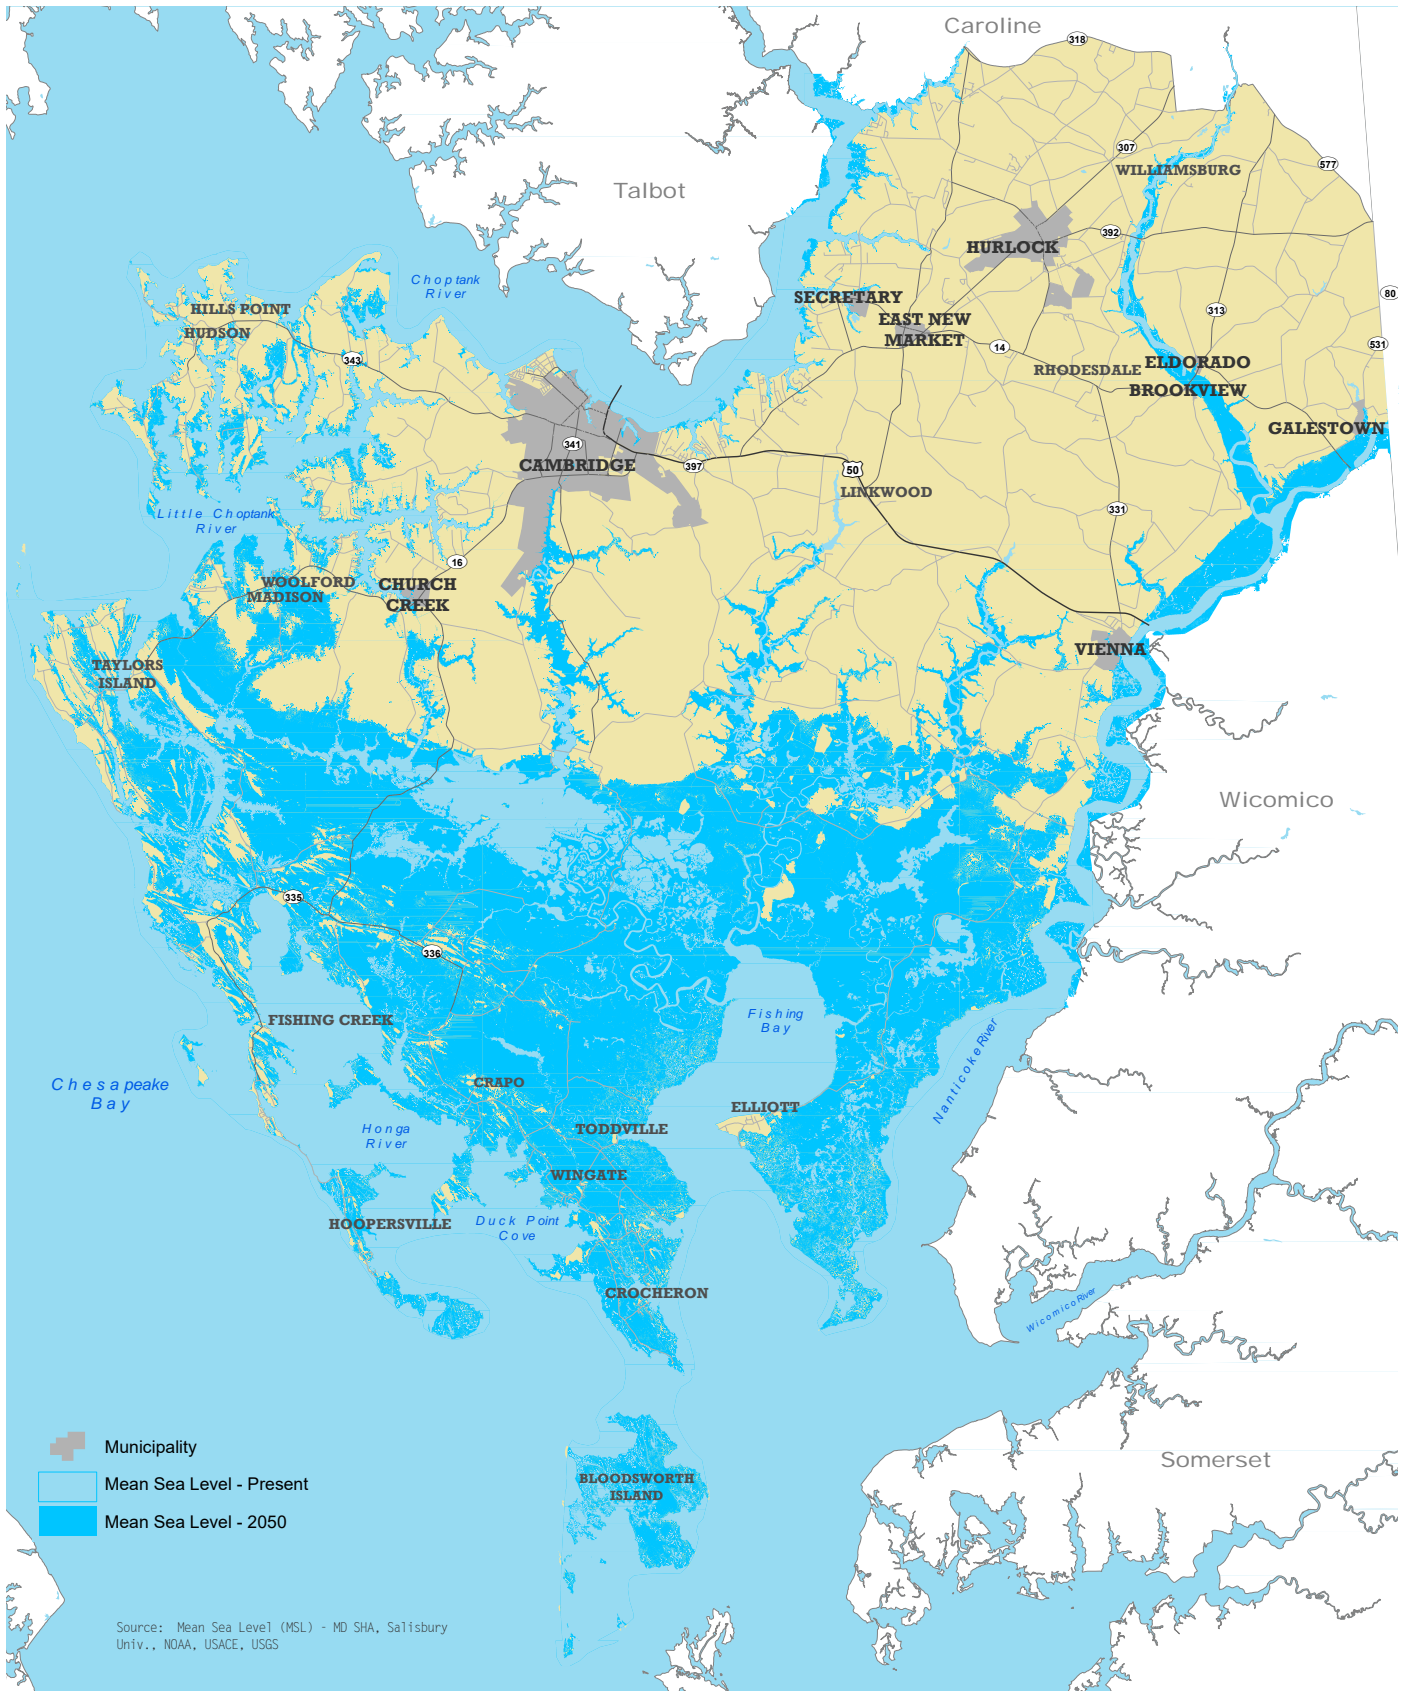 Caroline
318
307
577
WILLIAMSBURG
Talbot
392
HURLOCK
Choptank
River
80
SECRETARY
HILLS POINT
313
EAST NEW
MARKET
HUDSON
14
531
343
RHODESDALE
ELDORADO
BROOKVIEW
GALESTOWN
341
CAMBRIDGE
397
50
LINKWOOD
331
Little Choptank
River
16
WOOLFORD
MADISON
CHURCH
CREEK
VIENNA
TAYLORS
ISLAND
Wicomico
335
336
Fishing
Bay
FISHING CREEK
Nanticoke River
Chesapeake
Bay
CRAPO
ELLIOTT
Honga
River
TODDVILLE
WINGATE
HOOPERSVILLE
Duck Point
Cove
CROCHERON
Wicomico River
Municipality
Mean Sea Level - Present
Mean Sea Level - 2050
BLOODSWORTH
ISLAND
Somerset
Source: Mean Sea Level (MSL) - MD SHA, Salisbury
Univ., NOAA, USACE, USGS